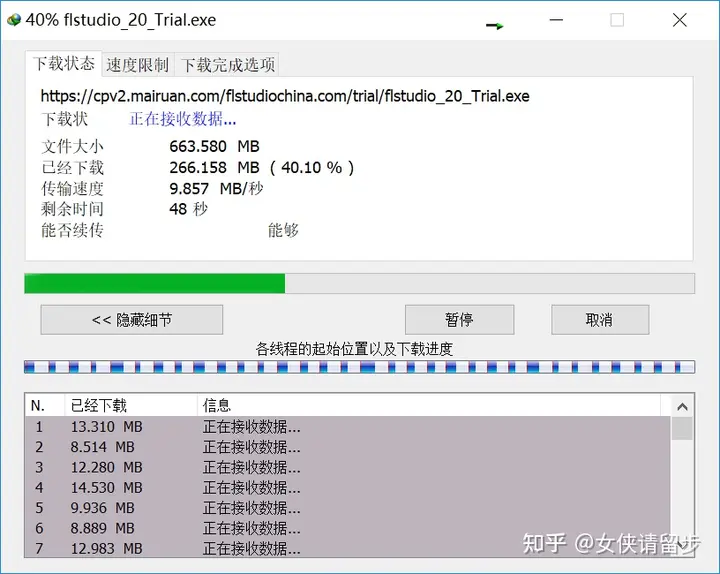 40% flstudio_20_Trial.exe
下载状态 速度限制 下载完成选项
https://cpv2.mairuan.com/flstudiochina.com/trial/flstudio_20_Trial.exe
下载状 正在接收数据...
文件大小 663.580 MB
已经下载 266.158 MB ( 40.10 % )
传输速度 9.857 MB/秒
剩余时间 48 秒
能否续传 能够
<< 隐藏细节 暂停 取消
各线程的起始位置以及下载进度
N. 已经下载 信息
1 13.310 MB 正在接收数据...
2 8.514 MB 正在接收数据...
3 12.280 MB 正在接收数据...
4 14.530 MB 正在接收数据...
5 9.936 MB 正在接收数据...
6 8.889 MB 正在接收数据...
7 12.983 MB 正在接收数据...
知乎 @女侠请留步